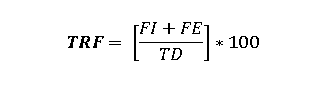 TRF = [FI + FE / TD] * 100